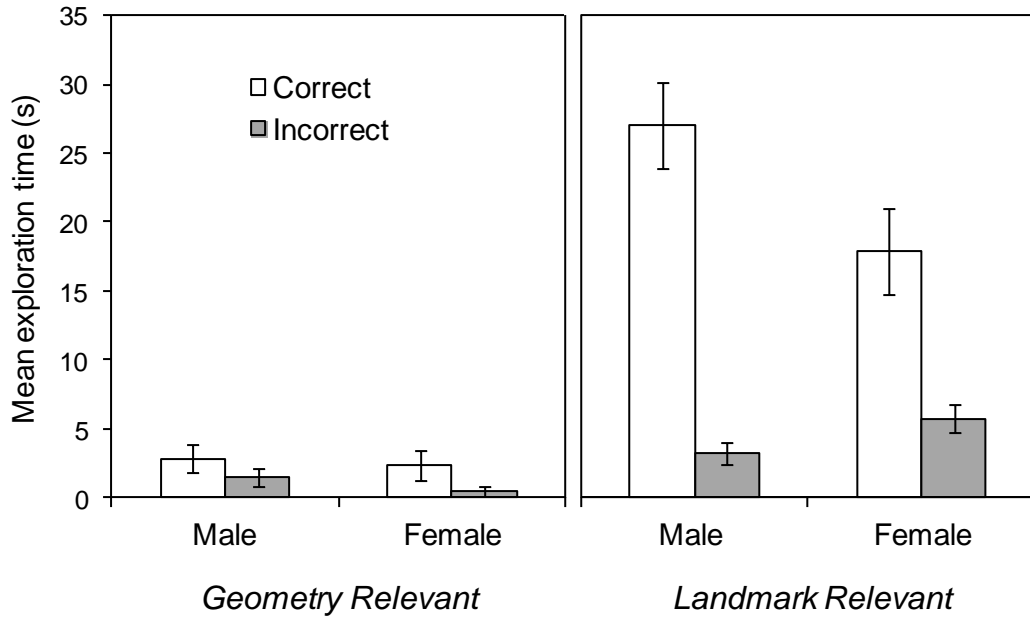 35
30
25
20
15
10
5
0
Mean exploration time (s)
Correct
Incorrect
Male Female Male Female
Geometry Relevant Landmark Relevant